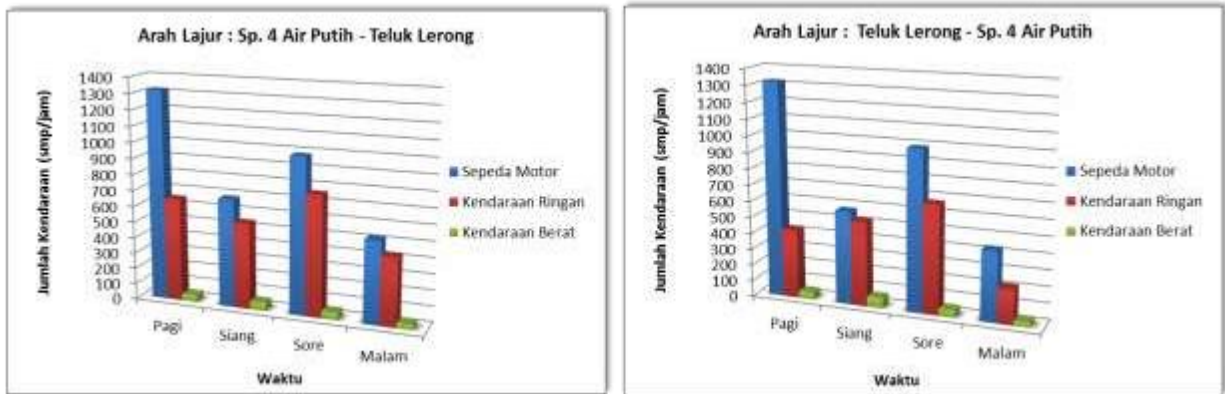 Arah Lajur : Sp. 4 Air Putih - Teluk Lerong
Jumlah Kendaraan (smp/jam)
1400
1300
1200
1100
1000
900
800
700
600
500
400
300
200
100
0
Pagi
Siang
Sore
Malam
Waktu
Sepeda Motor
Kendaraan Ringan
Kendaraan Berat
Arah Lajur : Teluk Lerong - Sp. 4 Air Putih
Jumlah Kendaraan (smp/jam)
1400
1300
1200
1100
1000
900
800
700
600
500
400
300
200
100
0
Pagi
Siang
Sore
Malam
Waktu
Sepeda Motor
Kendaraan Ringan
Kendaraan Berat